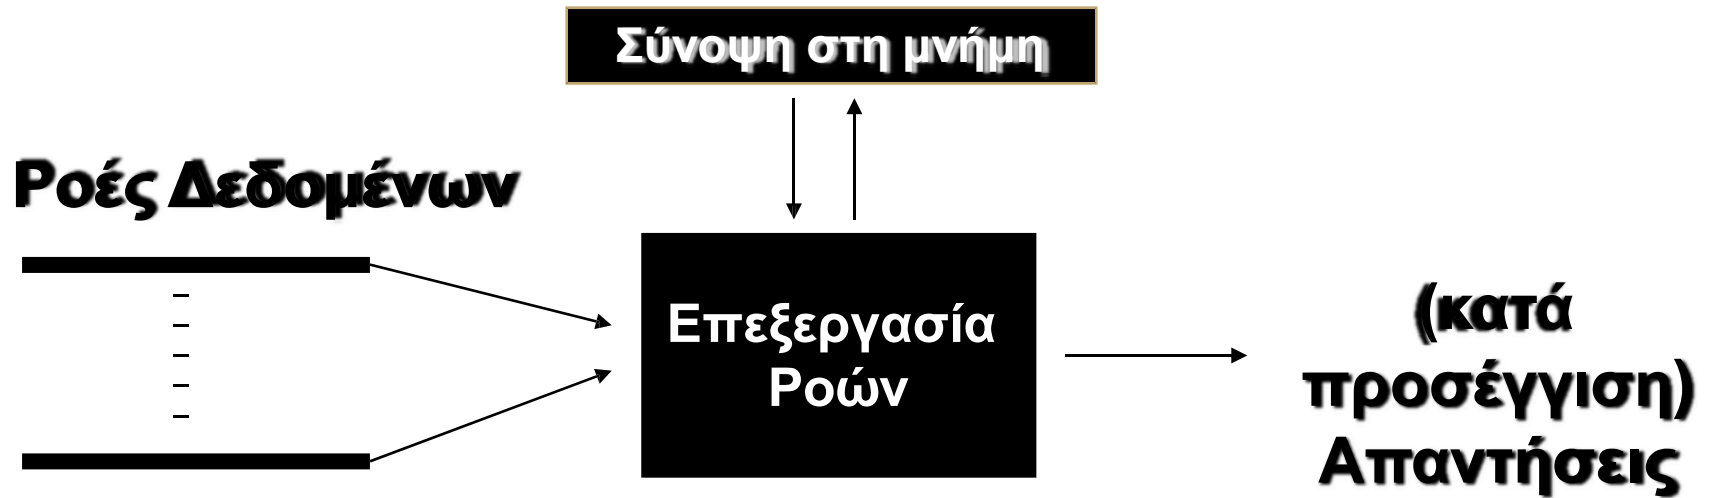 Σύνοψη στη μνήμη
Ροές Δεδομένων
Επεξεργασία
Ροών
(κατά
προσέγγιση)
Απαντήσεις